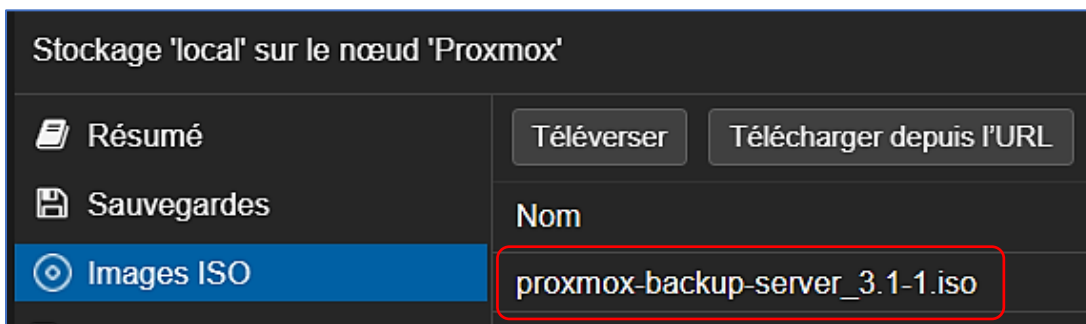 Stockage 'local' sur le nœud 'Proxmox'
Résumé
Téléverser
Télécharger depuis l'URL
Sauvegardes
Nom
Images ISO
proxmox-backup-server_3.1-1.iso